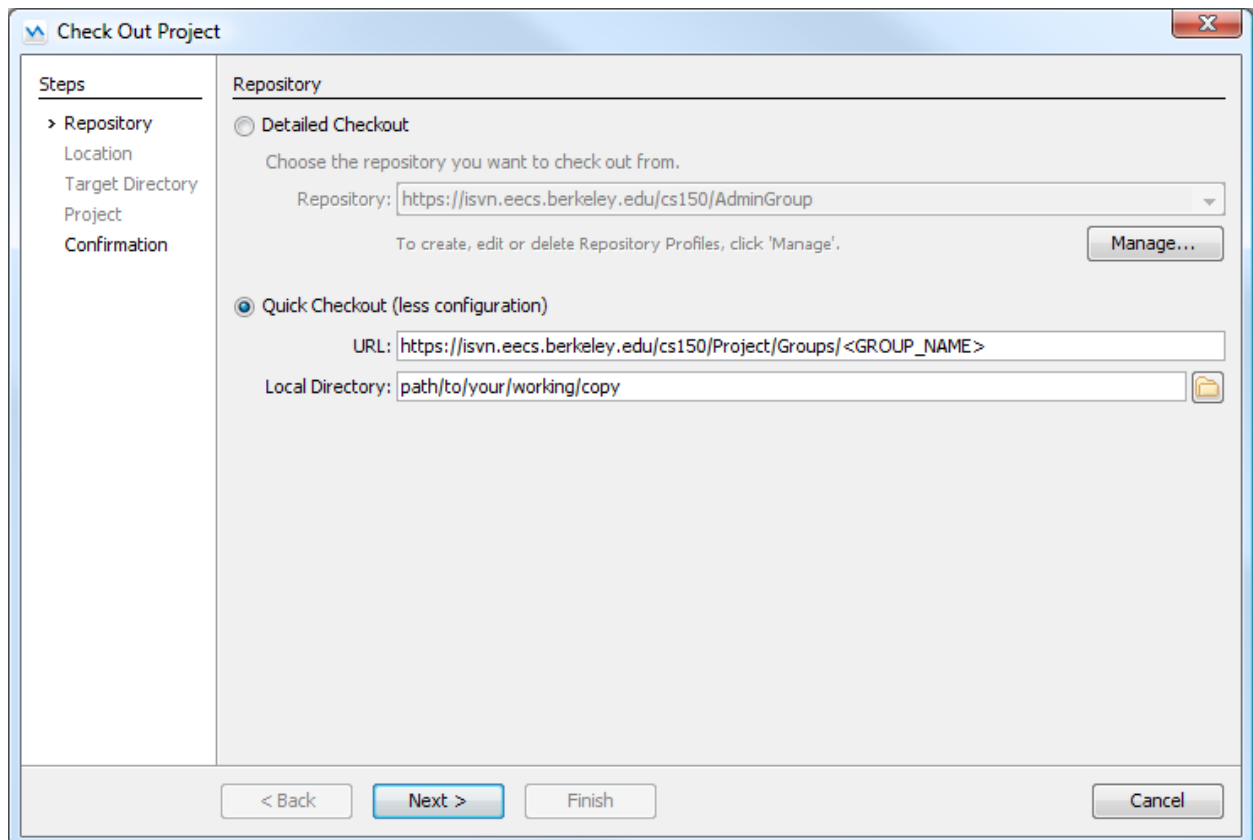 Check Out Project
Steps
> Repository
Location
Target Directory
Project
Confirmation
Repository
Detailed Checkout
Choose the repository you want to check out from.
Repository: https://isvn.eecs.berkeley.edu/cs150/AdminGroup
To create, edit or delete Repository Profiles, click 'Manage'.
Manage...
Quick Checkout (less configuration)
URL: https://isvn.eecs.berkeley.edu/cs150/Project/Groups/<GROUP_NAME>
Local Directory: path/to/your/working/copy
< Back Next > Finish Cancel